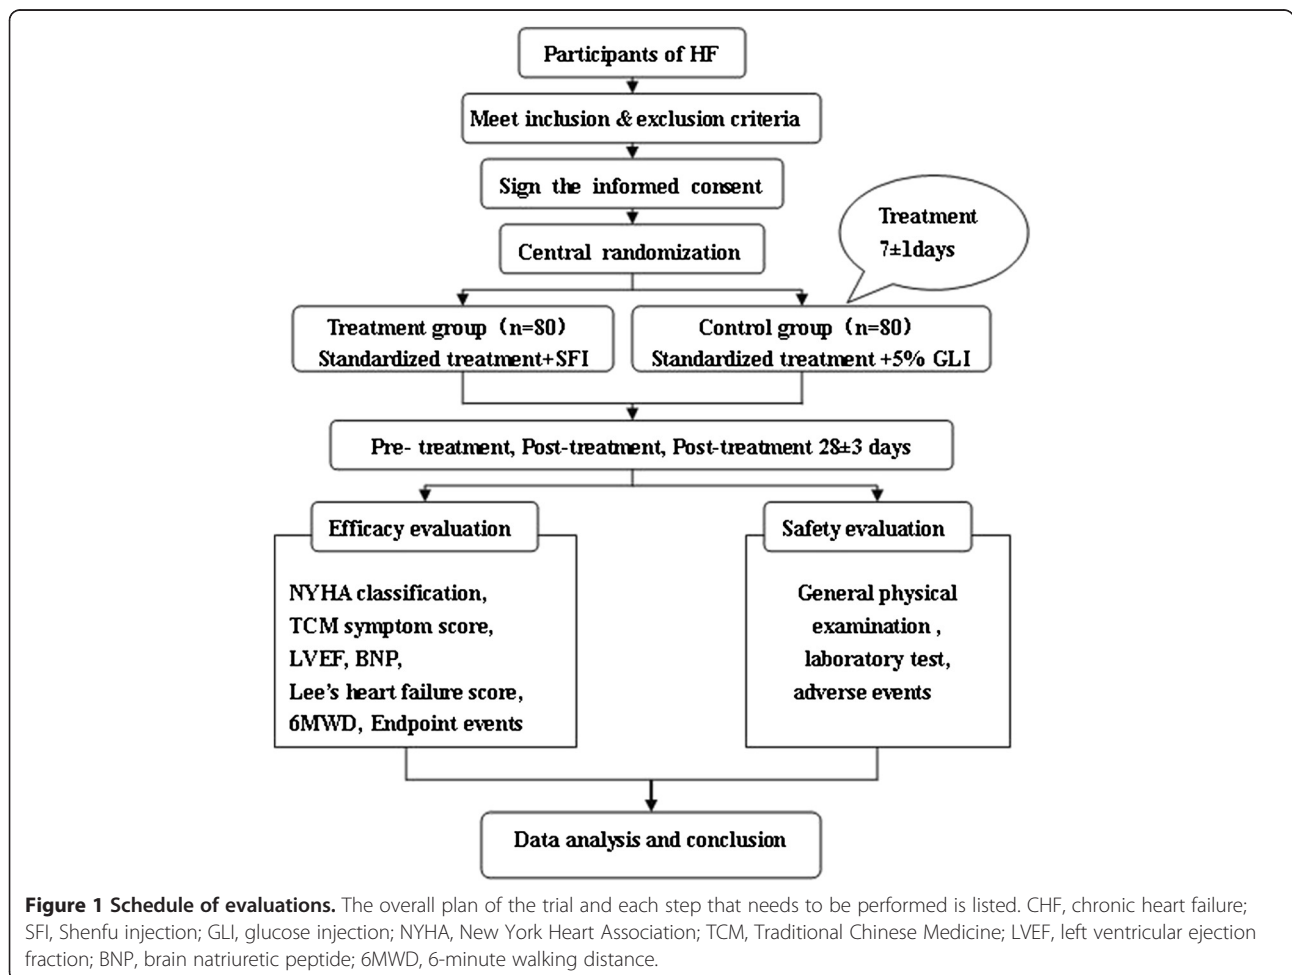 Participants of HF
Meet inclusion & exclusion criteria
Sign the informed consent
Treatment
7±1days
Central randomization
Treatment group (n=80)
Standardized treatment+SFI
Control group (n=80)
Standardized treatment +5% GLI
Pre- treatment, Post-treatment, Post-treatment 28±3 days
Efficacy evaluation
NYHA classification,
TCM symptom score,
LVEF, BNP,
Lee's heart failure score,
6MWD, Endpoint events
Safety evaluation
General physical
examination ,
laboratory test,
adverse events
Data analysis and conclusion
Figure 1 Schedule of evaluations. The overall plan of the trial and each step that needs to be performed is listed. CHF, chronic heart failure;
SFI, Shenfu injection; GLI, glucose injection; NYHA, New York Heart Association; TCM, Traditional Chinese Medicine; LVEF, left ventricular ejection
fraction; BNP, brain natriuretic peptide; 6MWD, 6-minute walking distance.